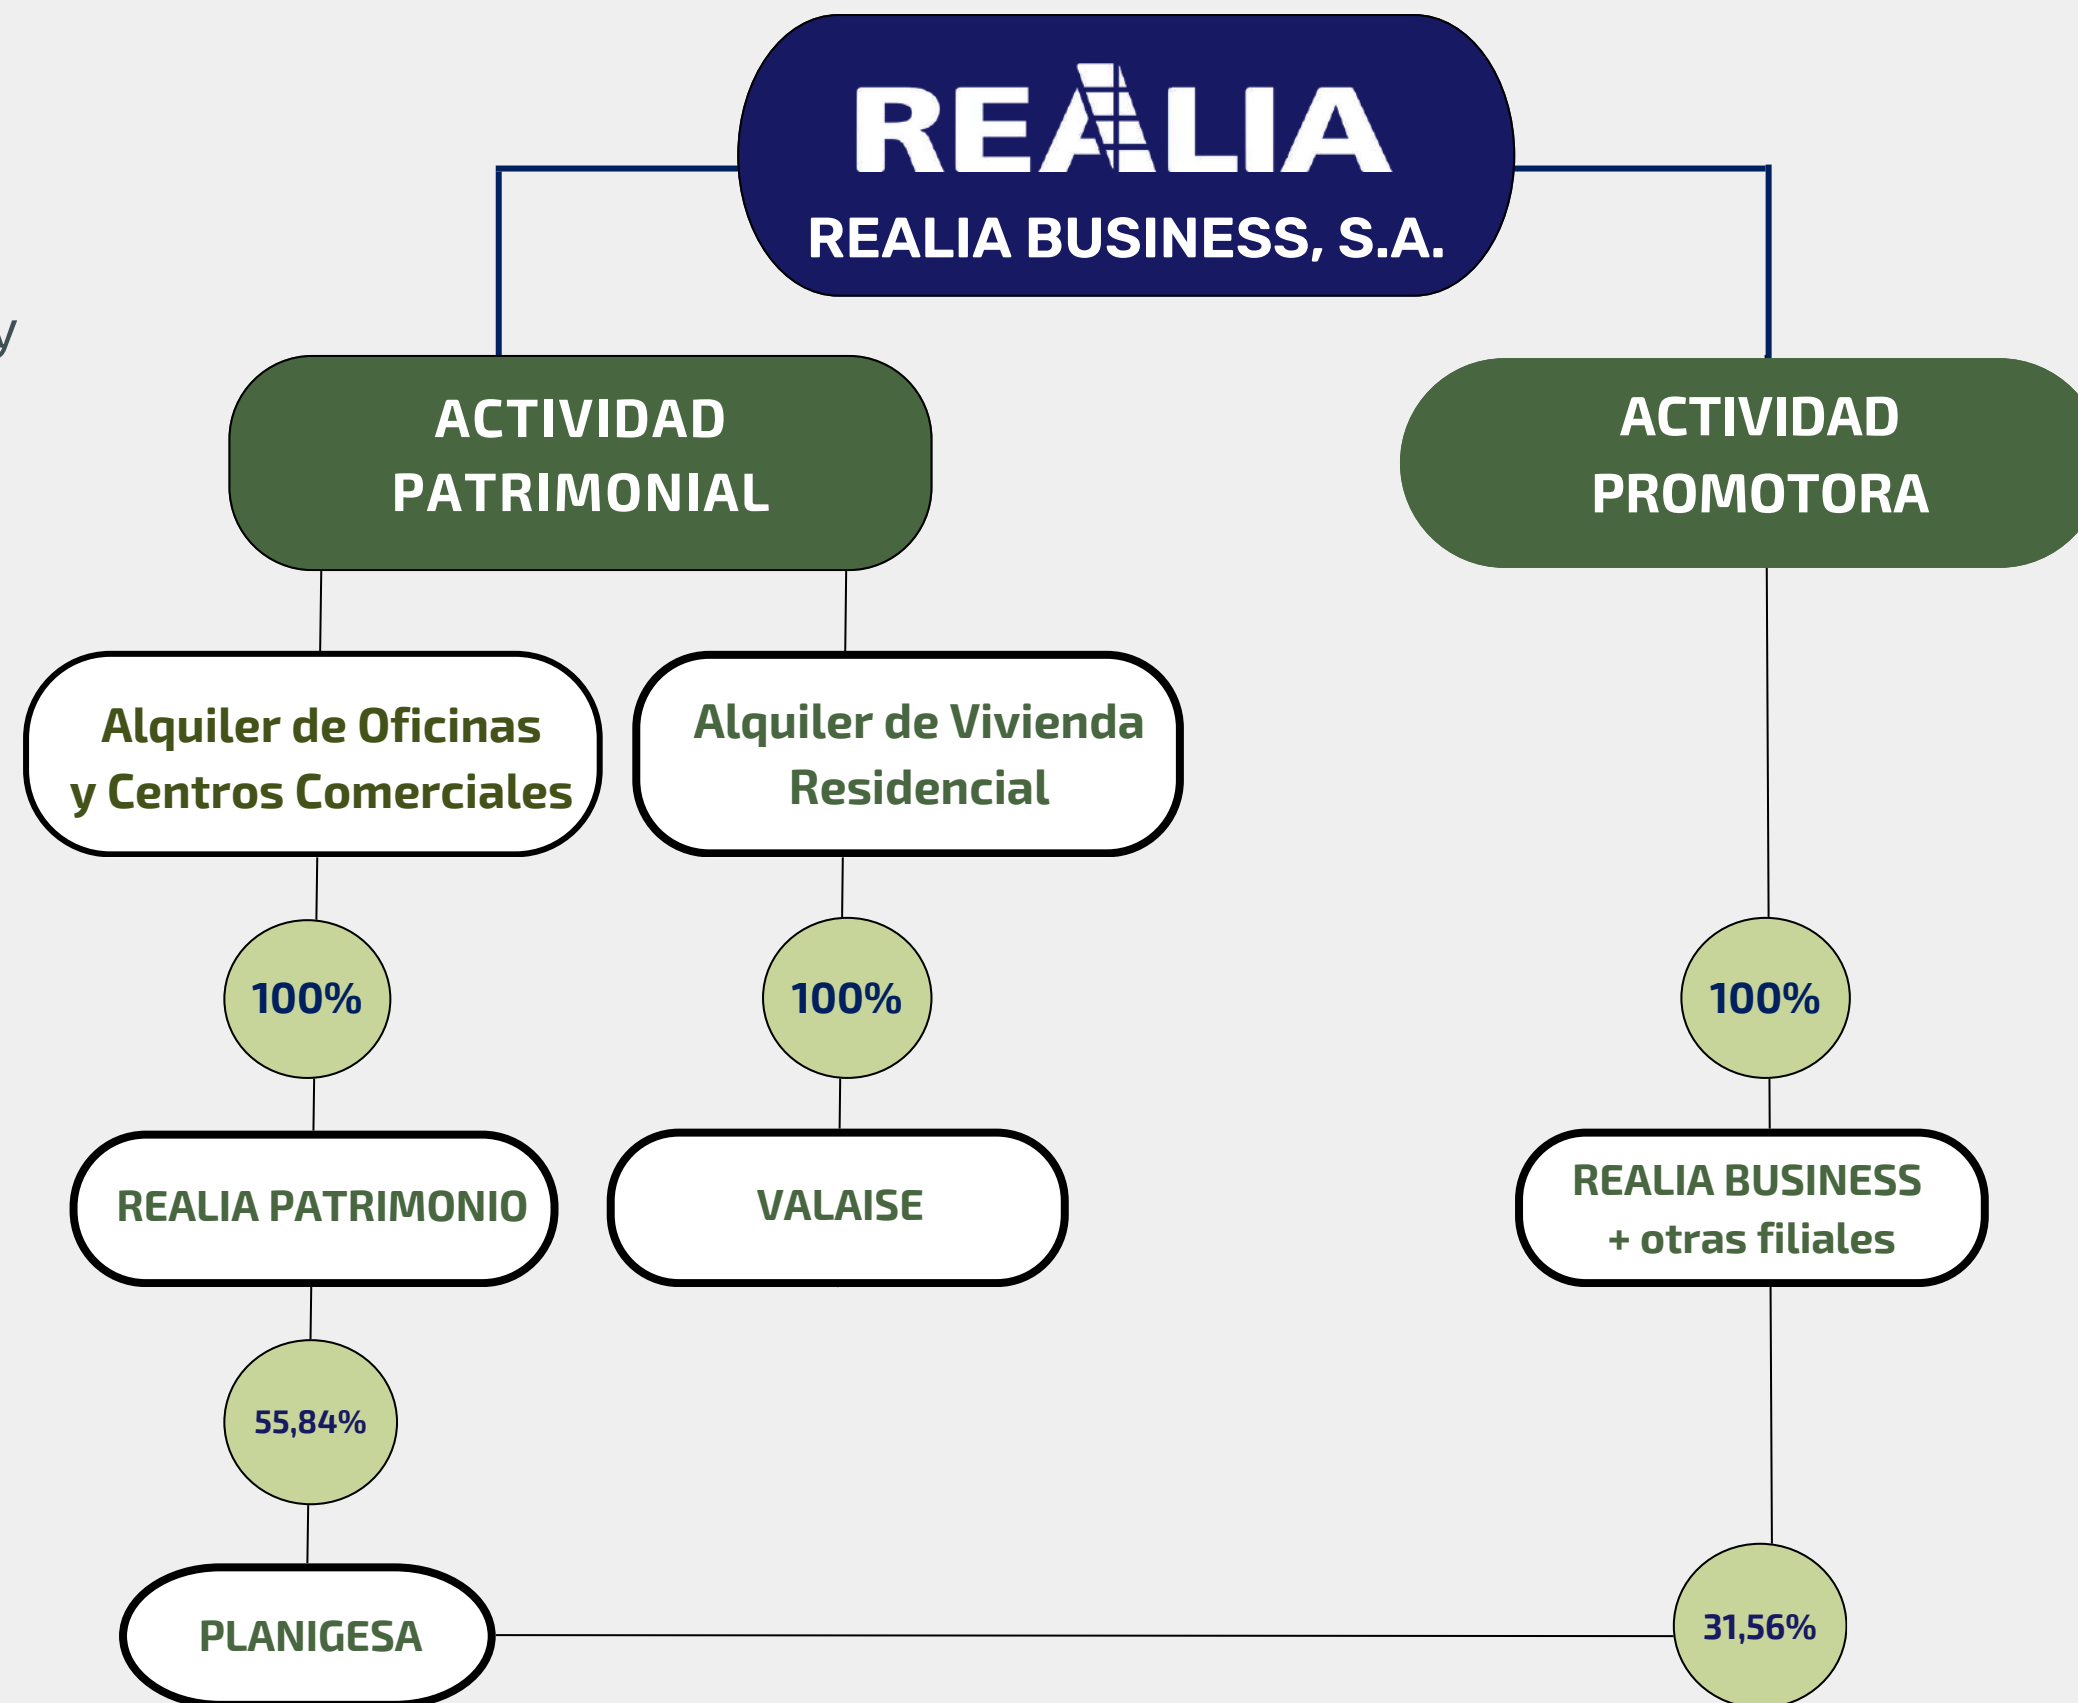 REALIA
REALIA BUSINESS, S.A.
y
ACTIVIDAD
PATRIMONIAL
ACTIVIDAD
PROMOTORA
Alquiler de Oficinas
y Centros Comerciales
Alquiler de Vivienda
Residencial
100%
100%
100%
REALIA PATRIMONIO
VALAISE
REALIA BUSINESS
+ otras filiales
55,84%
PLANIGESA
31,56%